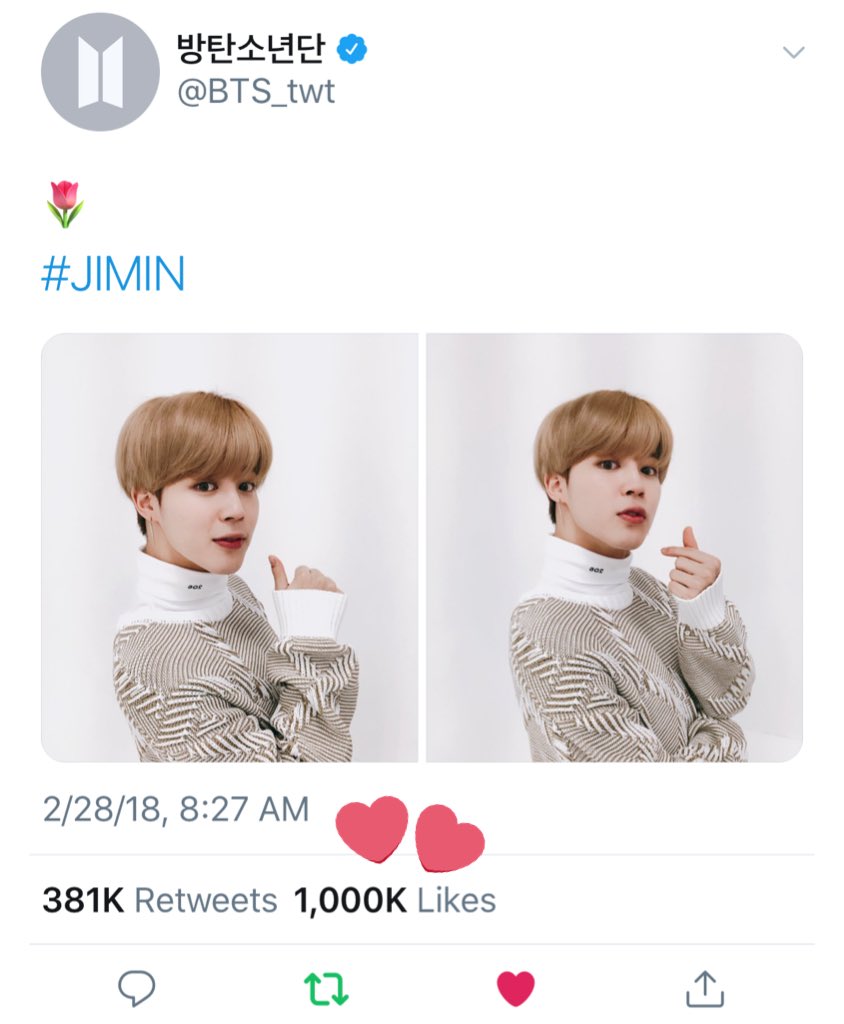 방탄소년단
@BTS_twt
#JIMIN
2/28/18, 8:27 AM
381K Retweets 1,000K Likes